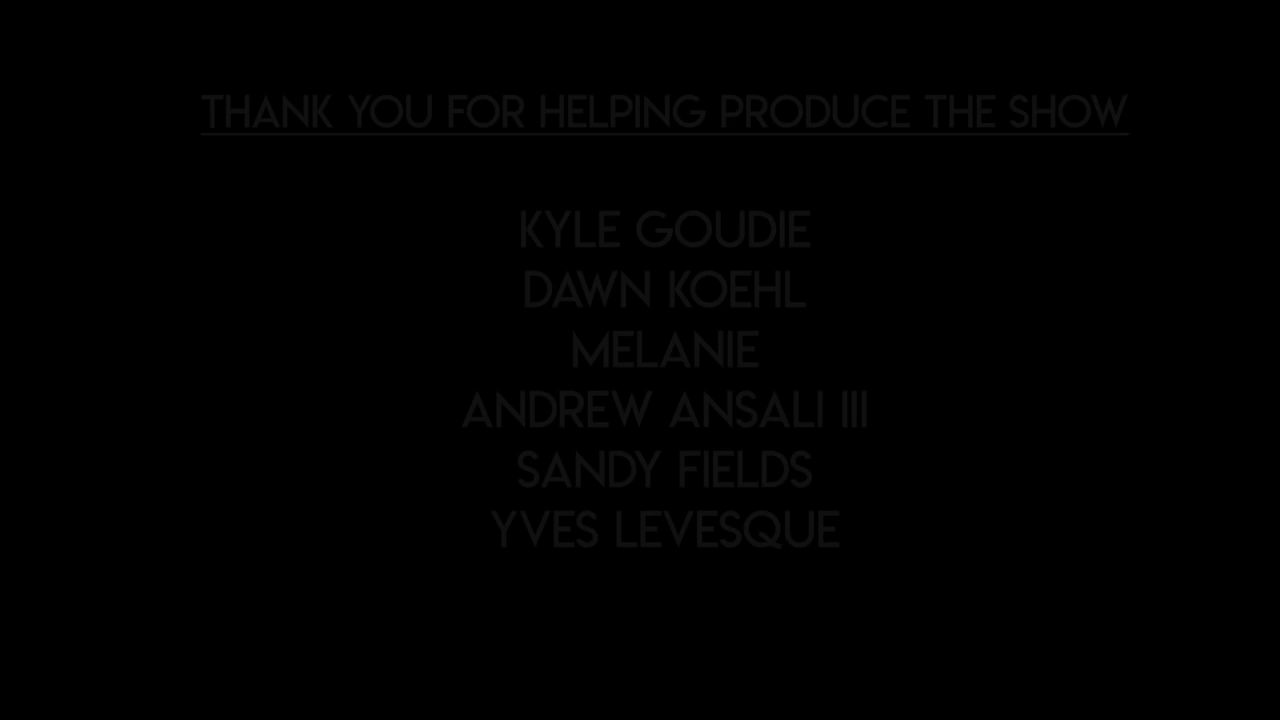 THANK YOU FOR HELPING PRODUCE THE SHOW
KYLE GOUDIE
DAWN KOEHL
MELANIE
ANDREW ANSALI III
SANDY FIELDS
YVES LEVESQUE